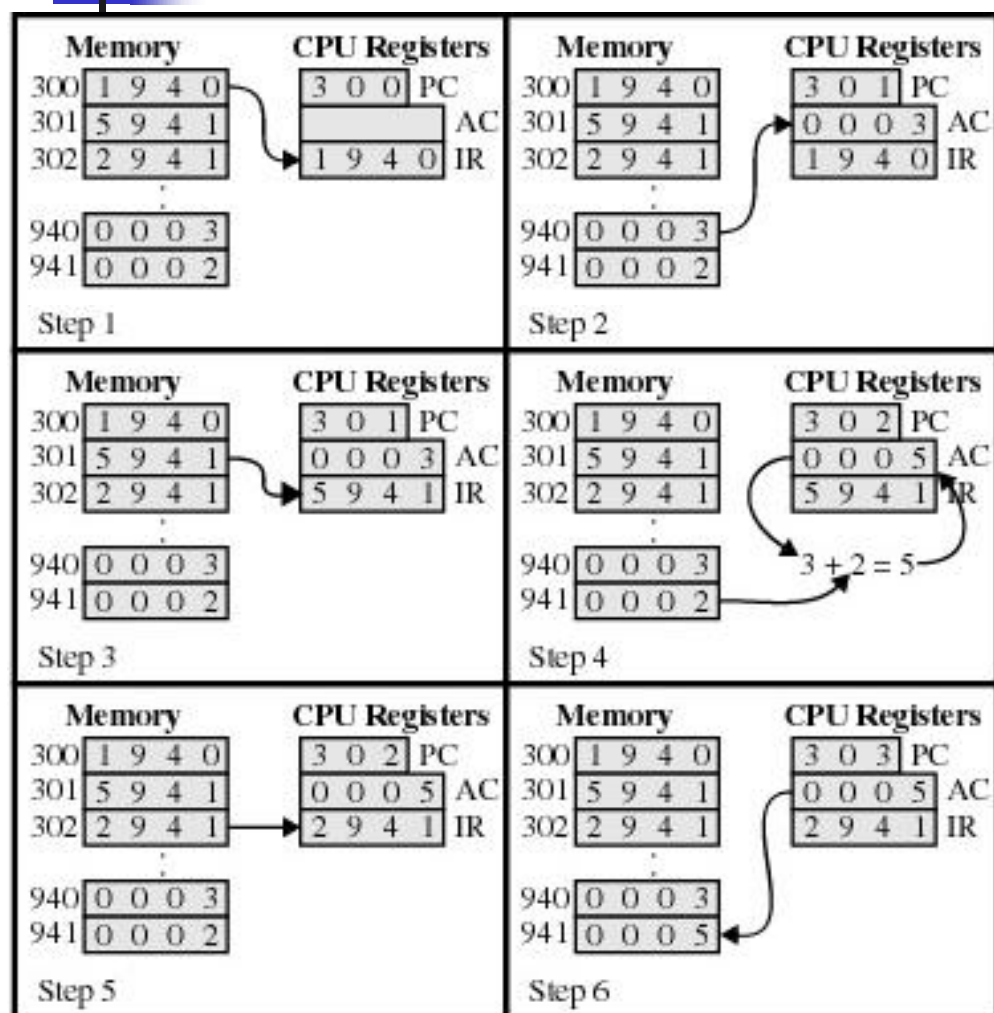 Memory CPU Registers
300 1 9 4 0 3 0 0 PC
301 5 9 4 1 AC
302 2 9 4 1 1 9 4 0 IR
940 0 0 0 3
941 0 0 0 2
Step 1
Memory CPU Registers
300 1 9 4 0 3 0 1 PC
301 5 9 4 1 0 0 0 3 AC
302 2 9 4 1 1 9 4 0 IR
940 0 0 0 3
941 0 0 0 2
Step 2
Memory CPU Registers
300 1 9 4 0 3 0 1 PC
301 5 9 4 1 0 0 0 3 AC
302 2 9 4 1 5 9 4 1 IR
940 0 0 0 3
941 0 0 0 2
Step 3
Memory CPU Registers
300 1 9 4 0 3 0 2 PC
301 5 9 4 1 0 0 0 5 AC
302 2 9 4 1 5 9 4 1 IR
940 0 0 0 3 3 + 2 = 5
941 0 0 0 2
Step 4
Memory CPU Registers
300 1 9 4 0 3 0 2 PC
301 5 9 4 1 0 0 0 5 AC
302 2 9 4 1 2 9 4 1 IR
940 0 0 0 3
941 0 0 0 2
Step 5
Memory CPU Registers
300 1 9 4 0 3 0 3 PC
301 5 9 4 1 0 0 0 5 AC
302 2 9 4 1 2 9 4 1 IR
940 0 0 0 3
941 0 0 0 5
Step 6